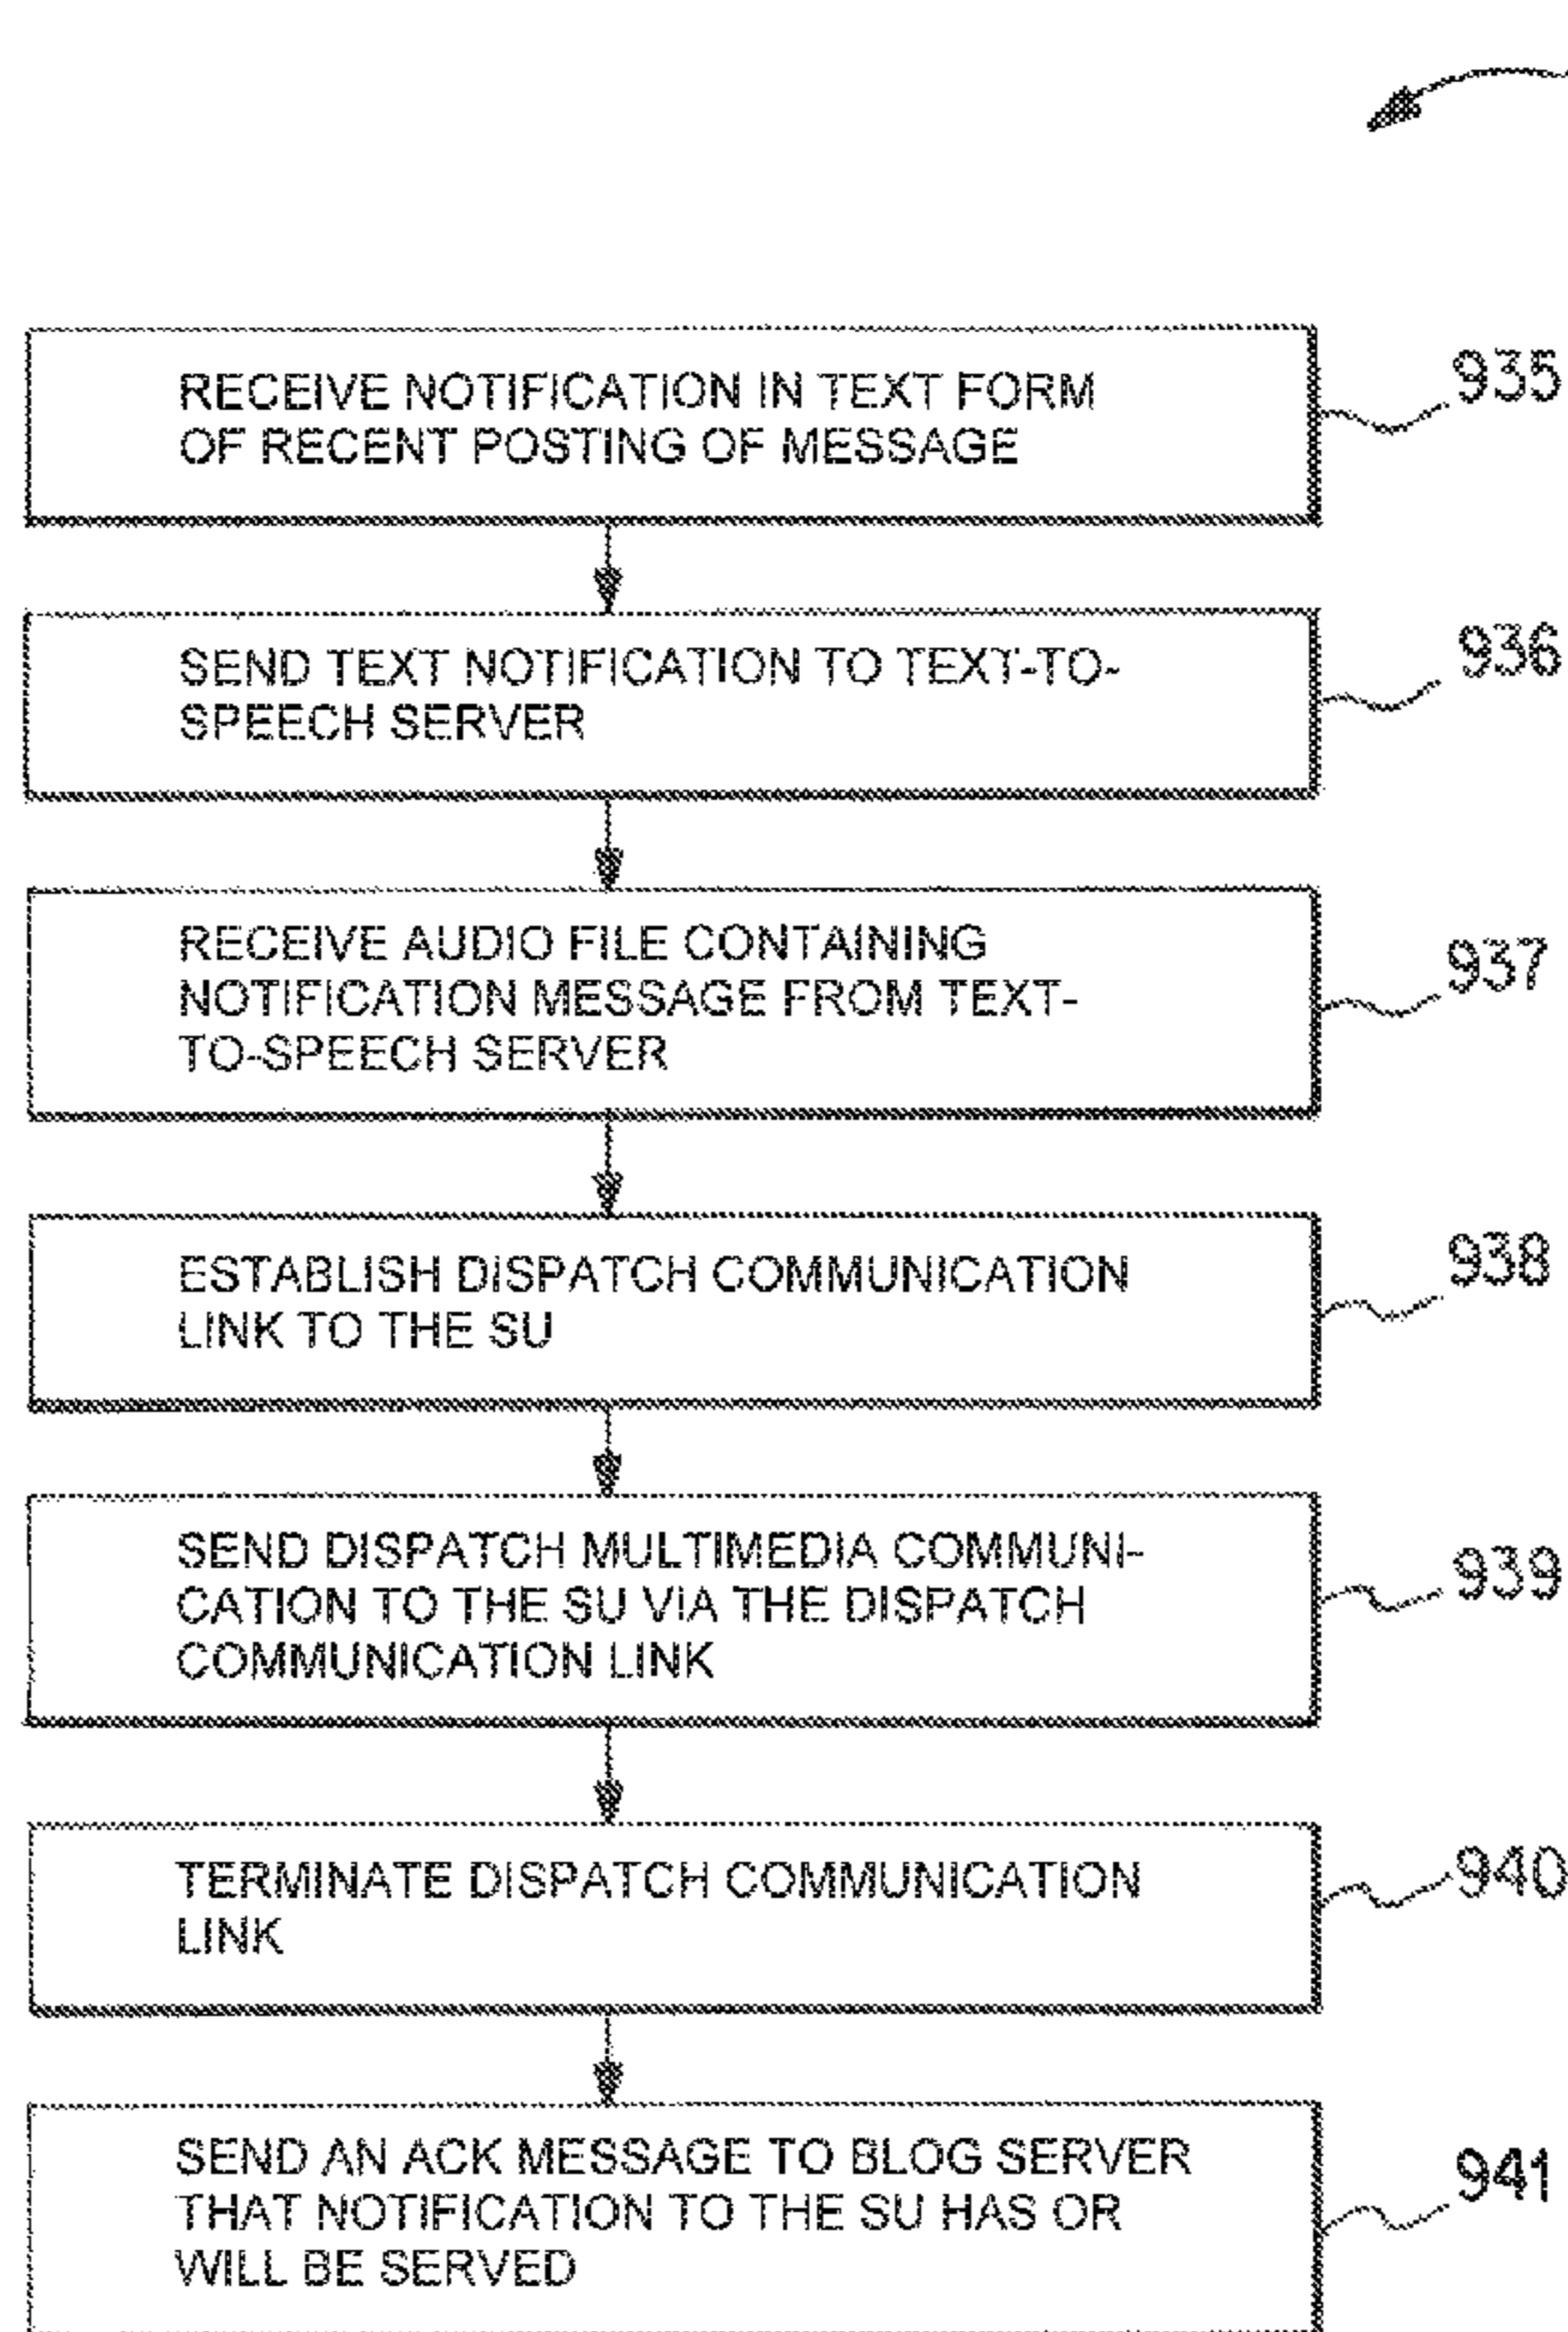 RECEIVE NOTIFICATION IN TEXT FORM
OF RECENT POSTING OF MESSAGE
935
SEND TEXT NOTIFICATION TO TEXT-TO-
SPEECH SERVER
936
RECEIVE AUDIO FILE CONTAINING
NOTIFICATION MESSAGE FROM TEXT-
TO-SPEECH SERVER
937
ESTABLISH DISPATCH COMMUNICATION
LINK TO THE SU
938
SEND DISPATCH MULTIMEDIA COMMUNI-
CATION TO THE SU VIA THE DISPATCH
COMMUNICATION LINK
939
TERMINATE DISPATCH COMMUNICATION
LINK
940
SEND AN ACK MESSAGE TO BLOG SERVER
THAT NOTIFICATION TO THE SU HAS OR
WILL BE SERVED
941